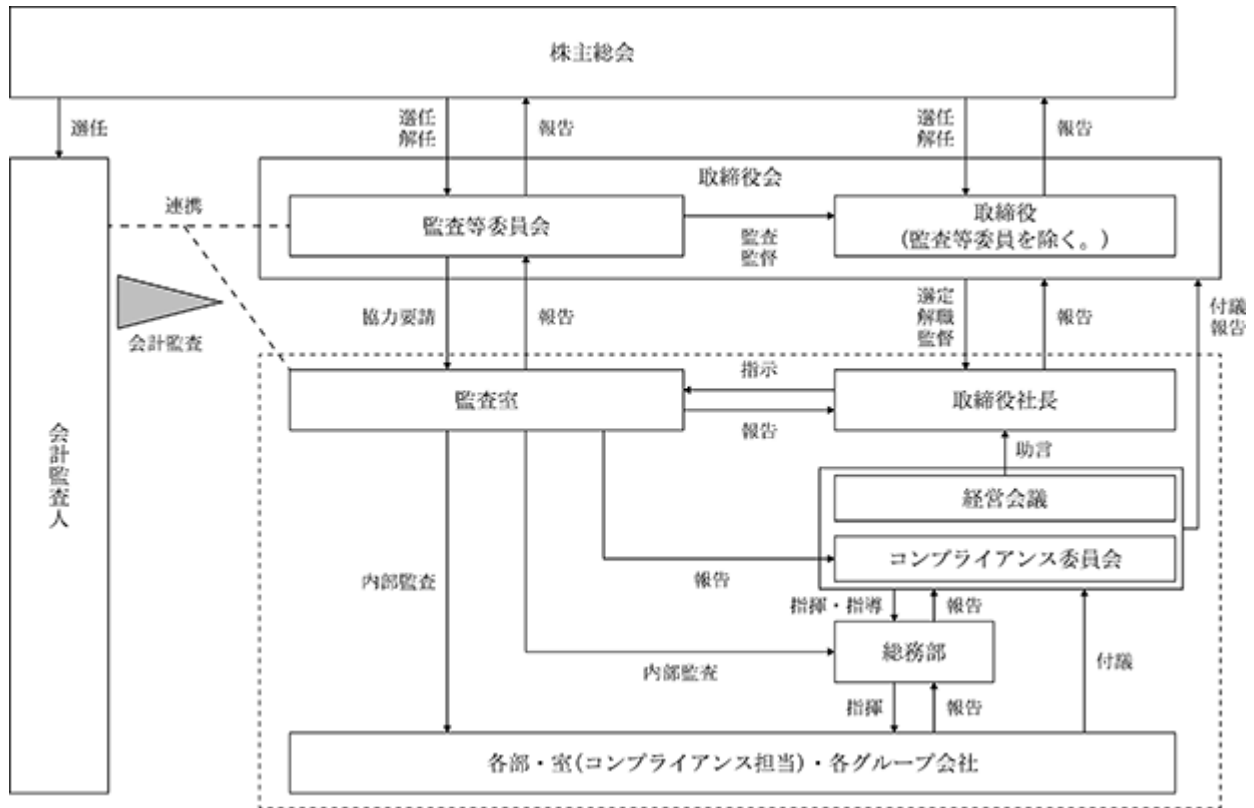 株主総会
選任
選任
解任
報告
選任
解任
報告
取締役会
連携
監査等委員会
監査
監督
取締役
(監査等委員を除く。)
会計監査
協力要請
報告
選定
解職
監督
報告
付議
報告
監査室
指示
報告
取締役社長
助言
会計監査人
経営会議
コンプライアンス委員会
内部監査
報告
指揮・指導
報告
内部監査
総務部
付議
指揮
報告
各部・室(コンプライアンス担当)・各グループ会社